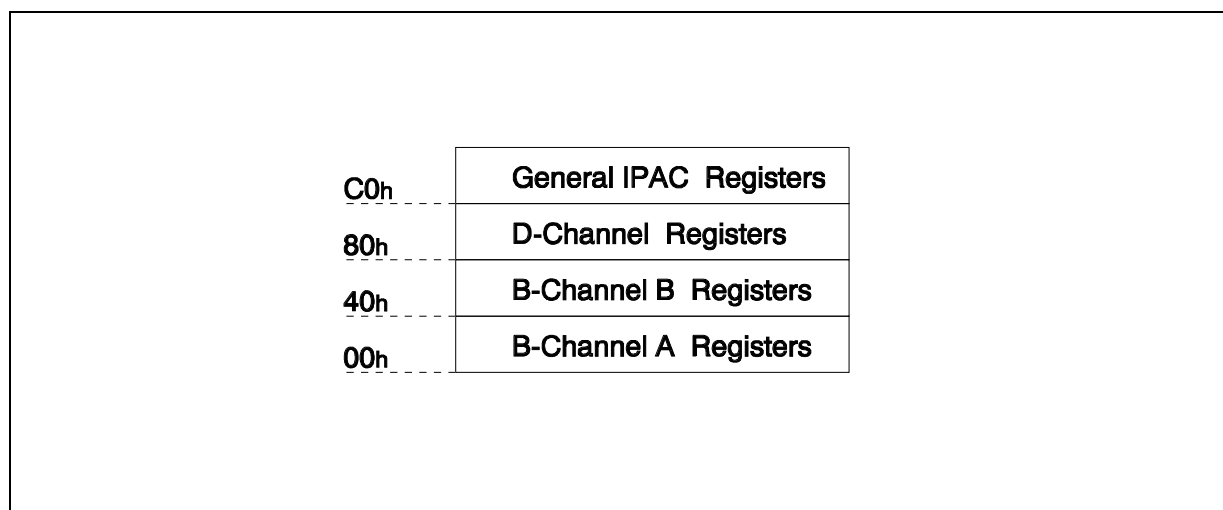 C0h General IPAC Registers
80h D-Channel Registers
40h B-Channel B Registers
00h B-Channel A Registers